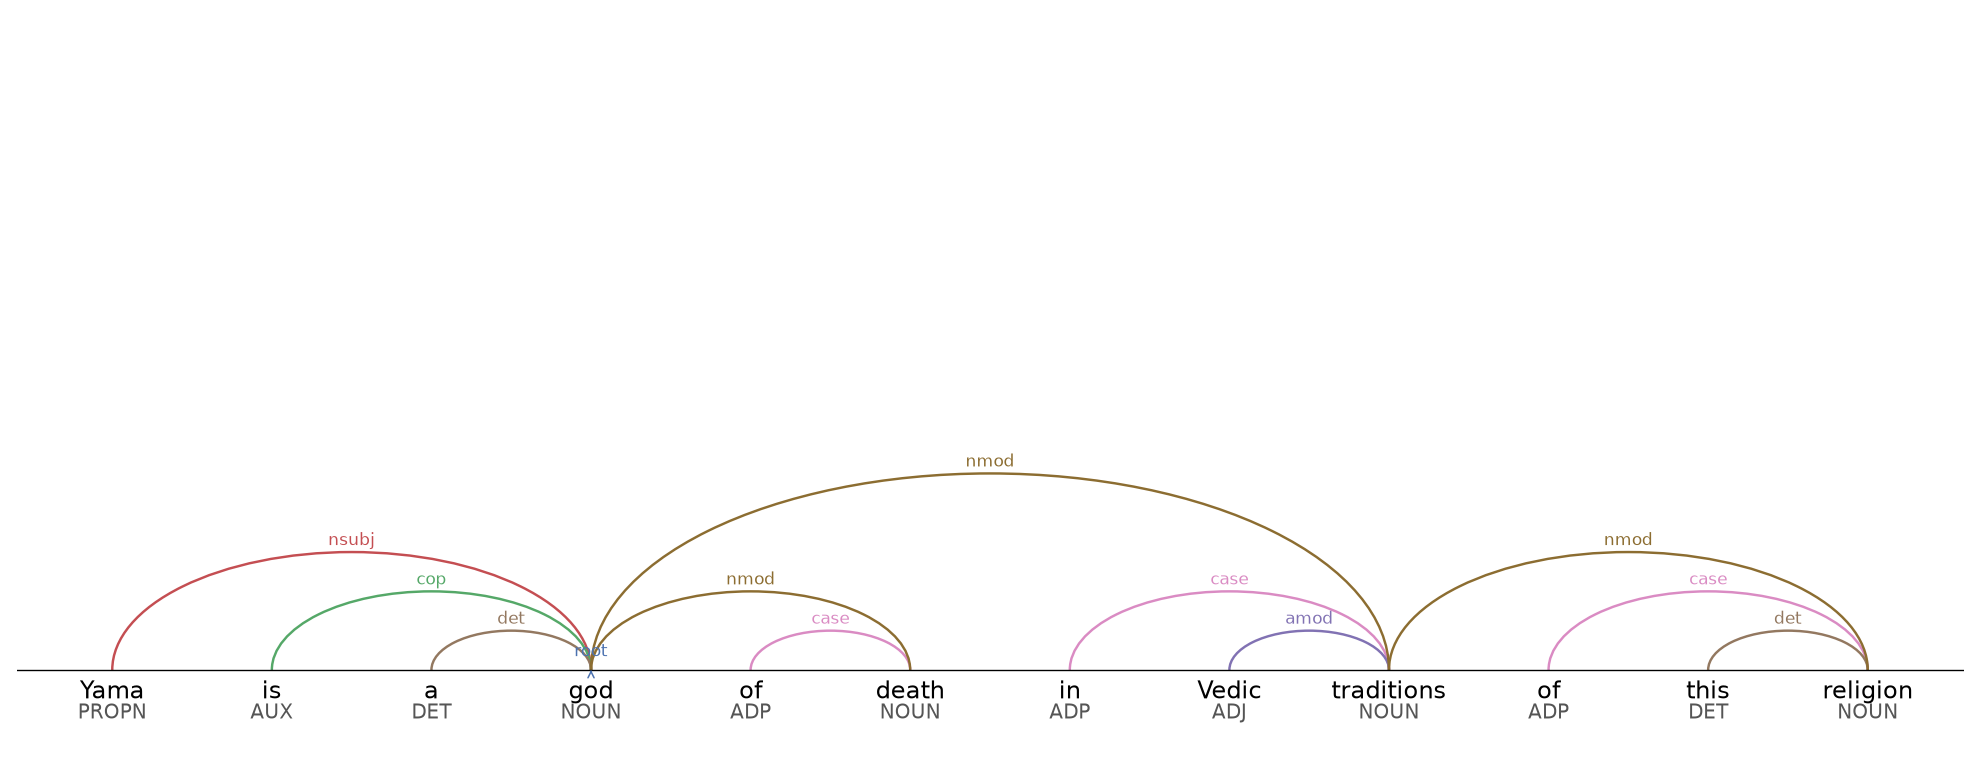 nmod
nsubj nmod
cop nmod case case
det case amod det
root
Yama is a god of death in Vedic traditions of this religion
PROPN AUX DET NOUN ADP NOUN ADP ADJ NOUN ADP DET NOUN